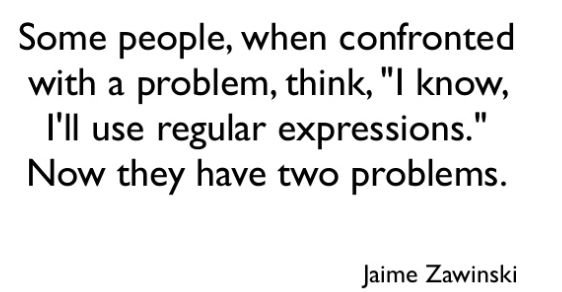 Some people, when confronted
with a problem, think, "I know,
I'll use regular expressions."
Now they have two problems.
Jaime Zawinski